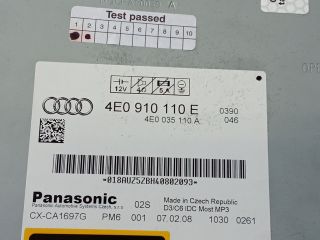 Test passed
1 2 3 4 5 6 7 8 9 10
12V 4Ω 5A
4E0 910 110 E 0390
4E0 035 110 A 046
*018AUZ5ZBH40802093*
Panasonic
Panasonic Automotive Systems Czech, s.r.o.
02S
Made in Czech Republic
D3/C6 IDC Most MP3
CX-CA1697G PM6 001 07.02.08 1030 0261